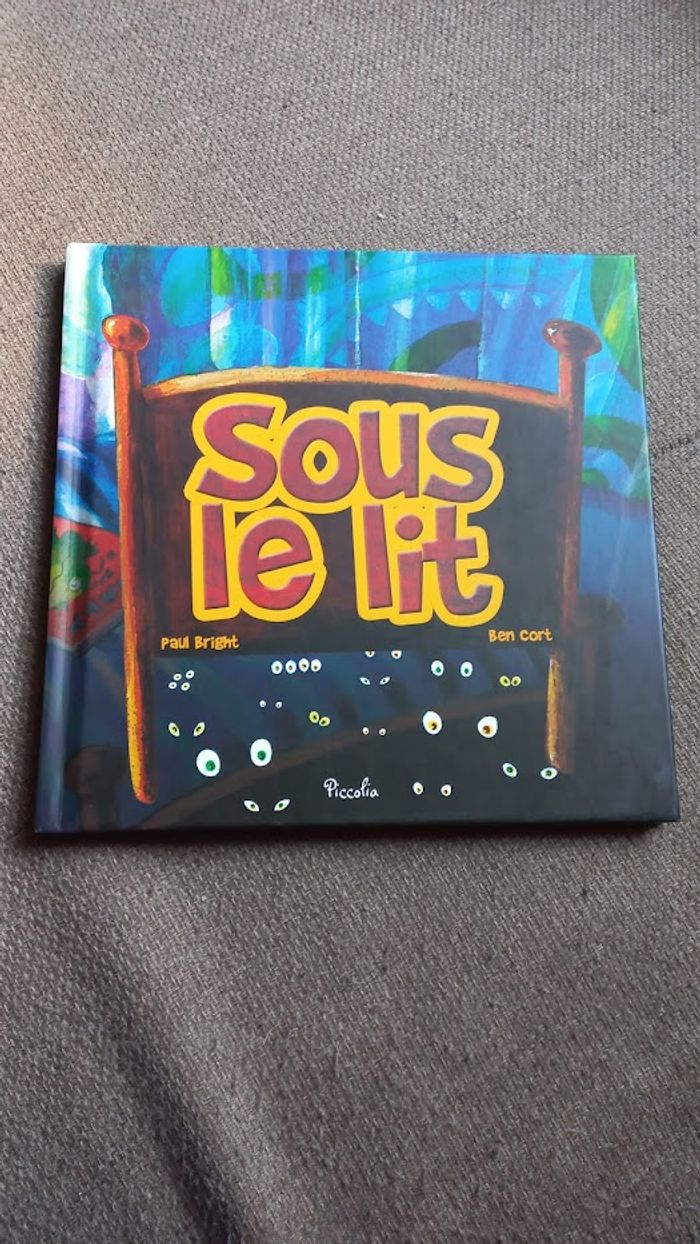 Sous
le lit
Paul Bright
Ben Cort
Piccolia